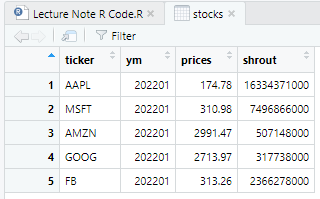 Lecture Note R Code.R × stocks ×
Filter
ticker ym prices shrout
1 AAPL 202201 174.78 16334371000
2 MSFT 202201 310.98 7496866000
3 AMZN 202201 2991.47 507148000
4 GOOG 202201 2713.97 317738000
5 FB 202201 313.26 2366278000